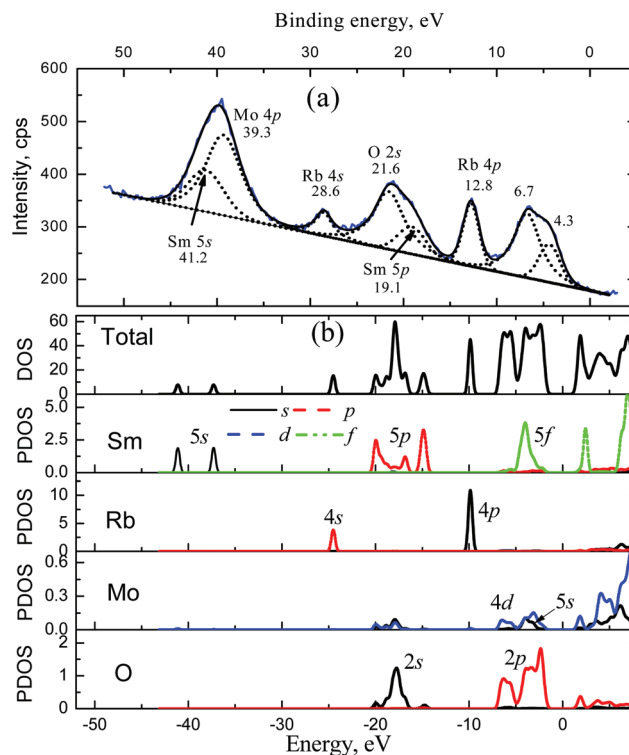 Binding energy, eV
50 40 30 20 10 0
(a)
Intensity, cps
600
500
400
300
200
Mo 4p
39.3
Sm 5s
41.2
Rb 4s
28.6
O 2s
21.6
Sm 5p
19.1
Rb 4p
12.8
6.7
4.3
(b)
Total
DOS
60
40
20
0
s p
d f
Sm
PDOS
5.0
2.5
0.0
5s 5p 5f
Rb
PDOS
10
5
0
4s 4p
Mo
PDOS
0.6
0.3
0.0
4d 5s
O
PDOS
2
1
0
2s 2p
-50 -40 -30 -20 -10 0
Energy, eV